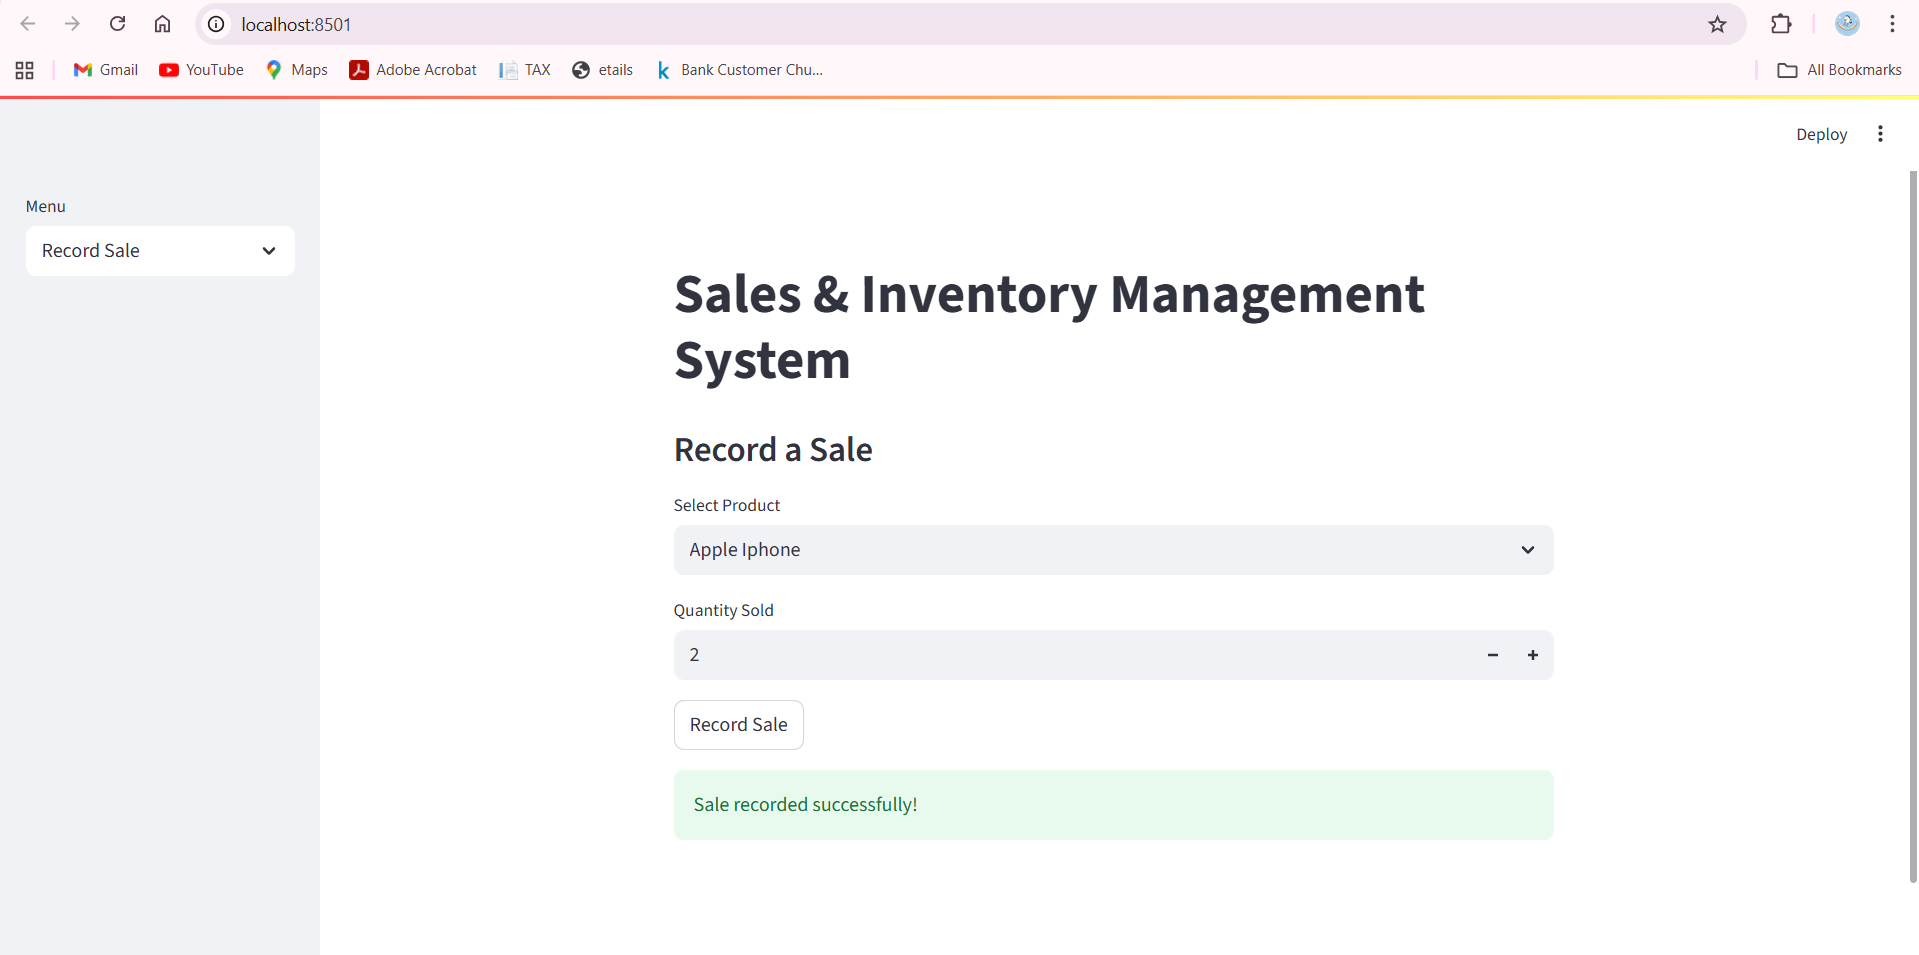 localhost:8501
Gmail YouTube Maps Adobe Acrobat TAX etails Bank Customer Chu... All Bookmarks
Deploy
Menu
Record Sale
Sales & Inventory Management
System
Record a Sale
Select Product
Apple Iphone
Quantity Sold
2
Record Sale
Sale recorded successfully!